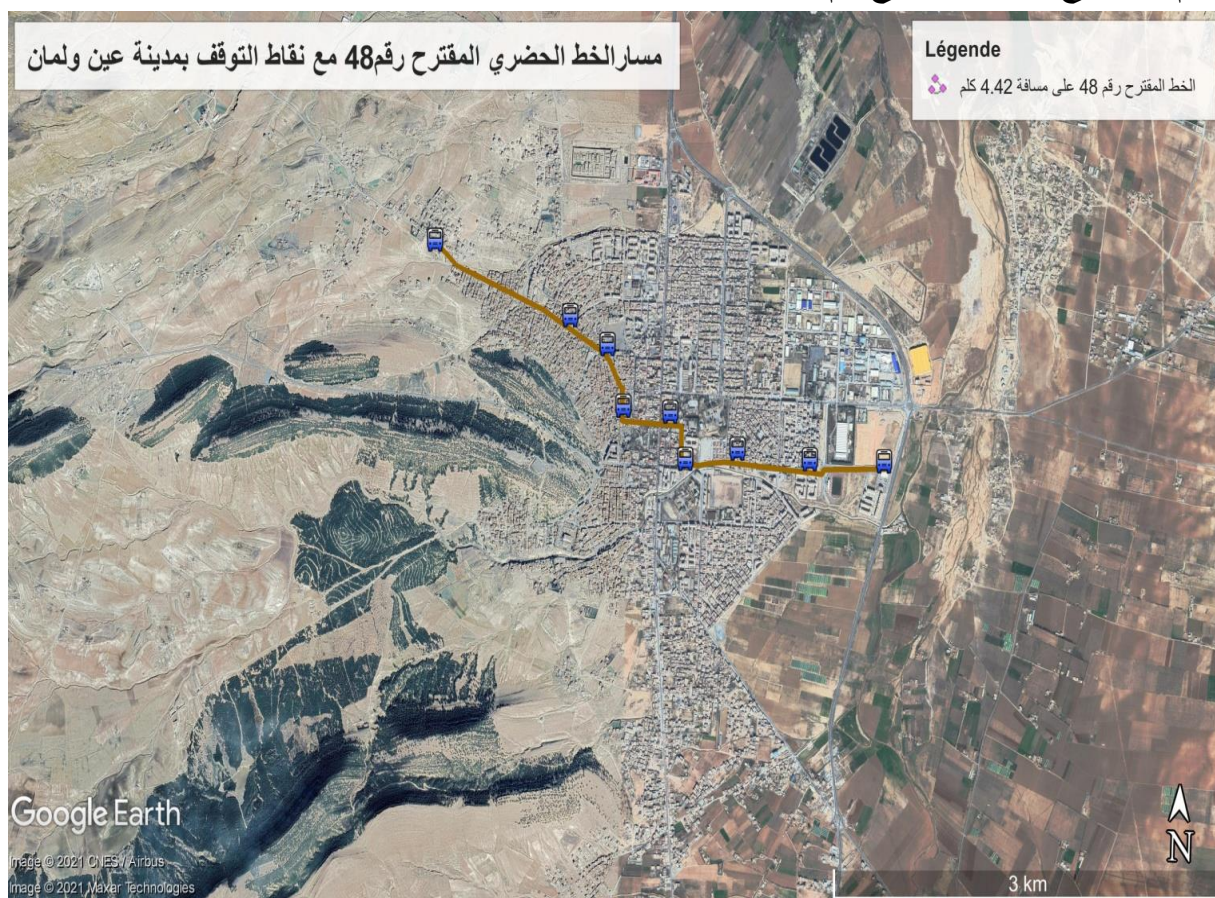 مسارالخط الحضري المقترح رقم48 مع نقاط التوقف بمدينة عين ولمان
Légende
الخط المقترح رقم 48 على مسافة 4.42 كلم
Google Earth
Image © 2021 CNES / Airbus
Image © 2021 Maxar Technologies
N
3 km